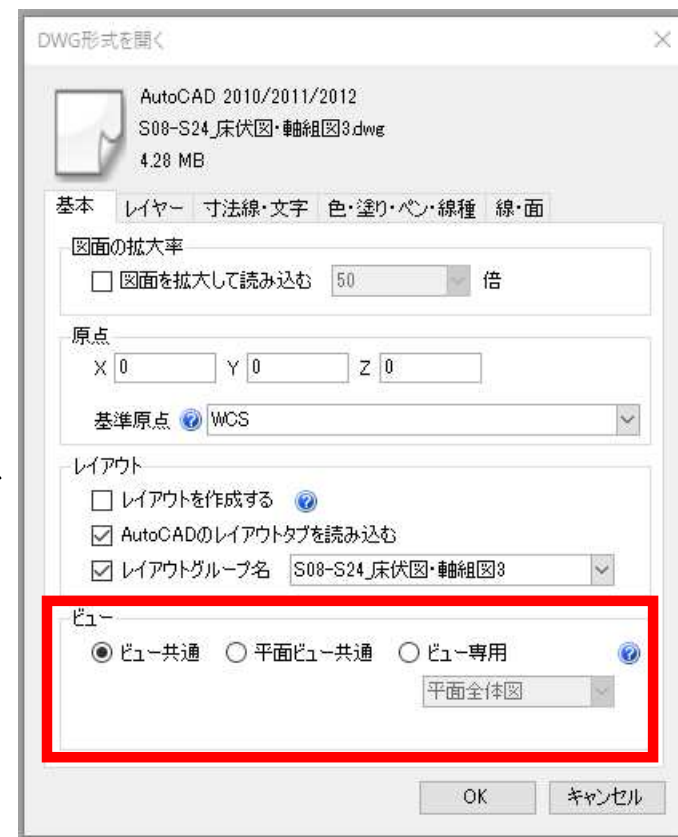 DWG形式を開く
AutoCAD 2010/2011/2012
S08-S24_床伏図・軸組図3.dwg
4.28 MB
基本 レイヤー 寸法線・文字 色・塗り・ペン・線種 線・面
図面の拡大率
図面を拡大して読み込む 50 倍
原点
X 0 Y 0 Z 0
基準原点 WCS
レイアウト
レイアウトを作成する
AutoCADのレイアウトタブを読み込む
レイアウトグループ名 S08-S24_床伏図・軸組図3
ビュー
ビュー共通 平面ビュー共通 ビュー専用
平面全体図
OK キャンセル